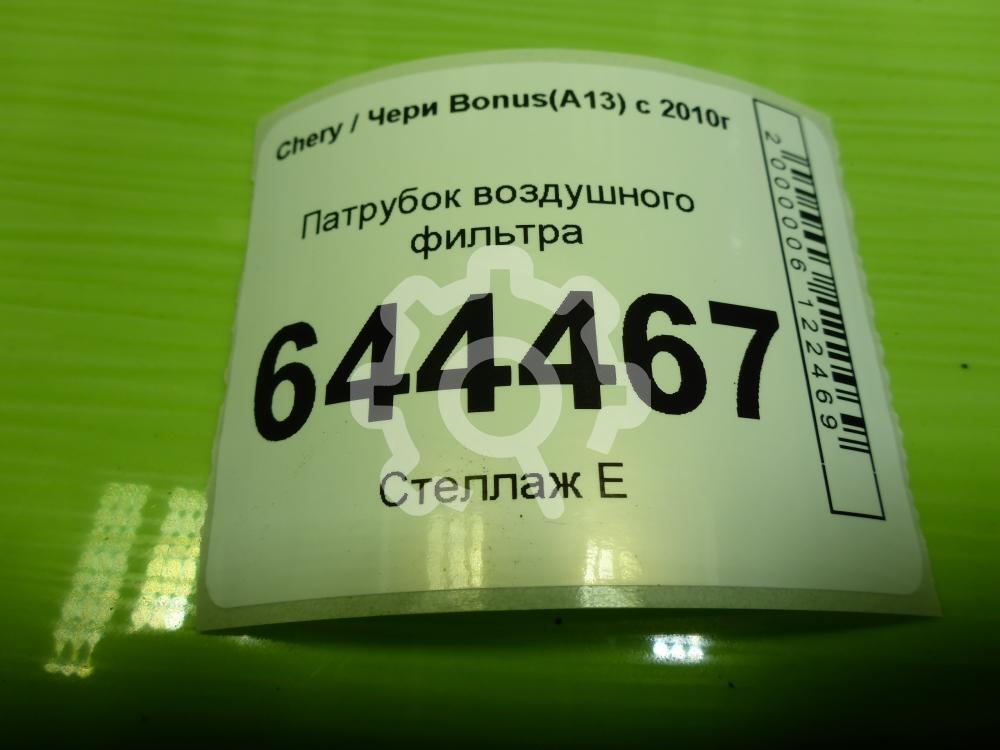 Chery / Чери Bonus(A13) с 2010г
Патрубок воздушного
фильтра
644467
Стеллаж Е
2000006122469